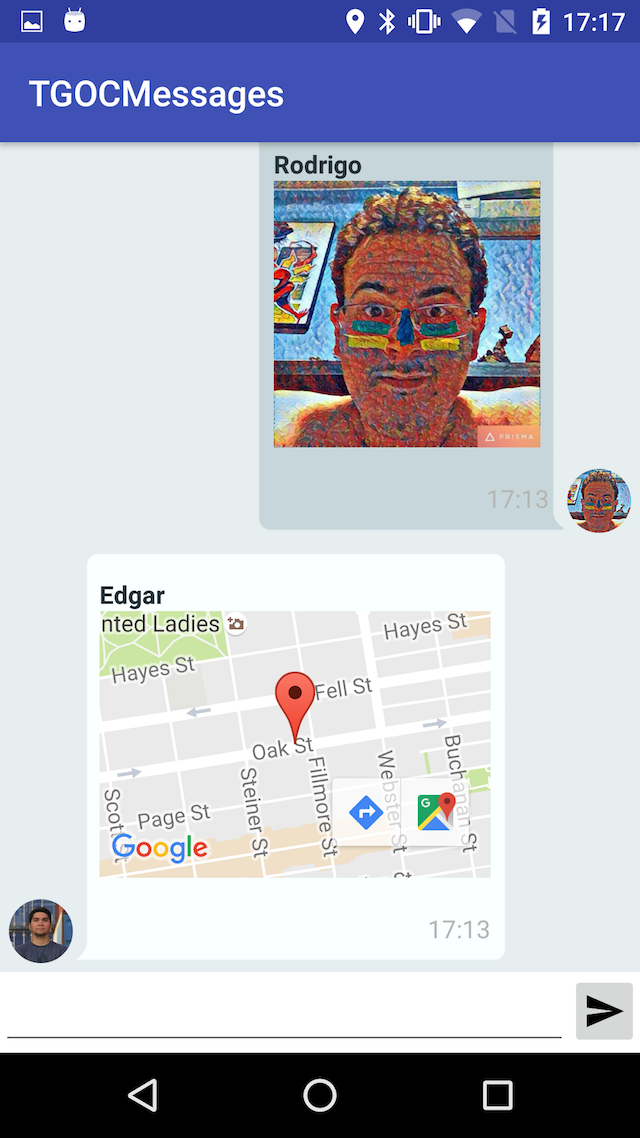 17:17
TGOCMessages
Rodrigo
PRISMA
17:13
Edgar
nted Ladies
Hayes St
Hayes St
Fell St
Oak St
Scott St
Page St
Steiner St
Fillmore St
Webster St
Buchanan St
Google
G
17:13